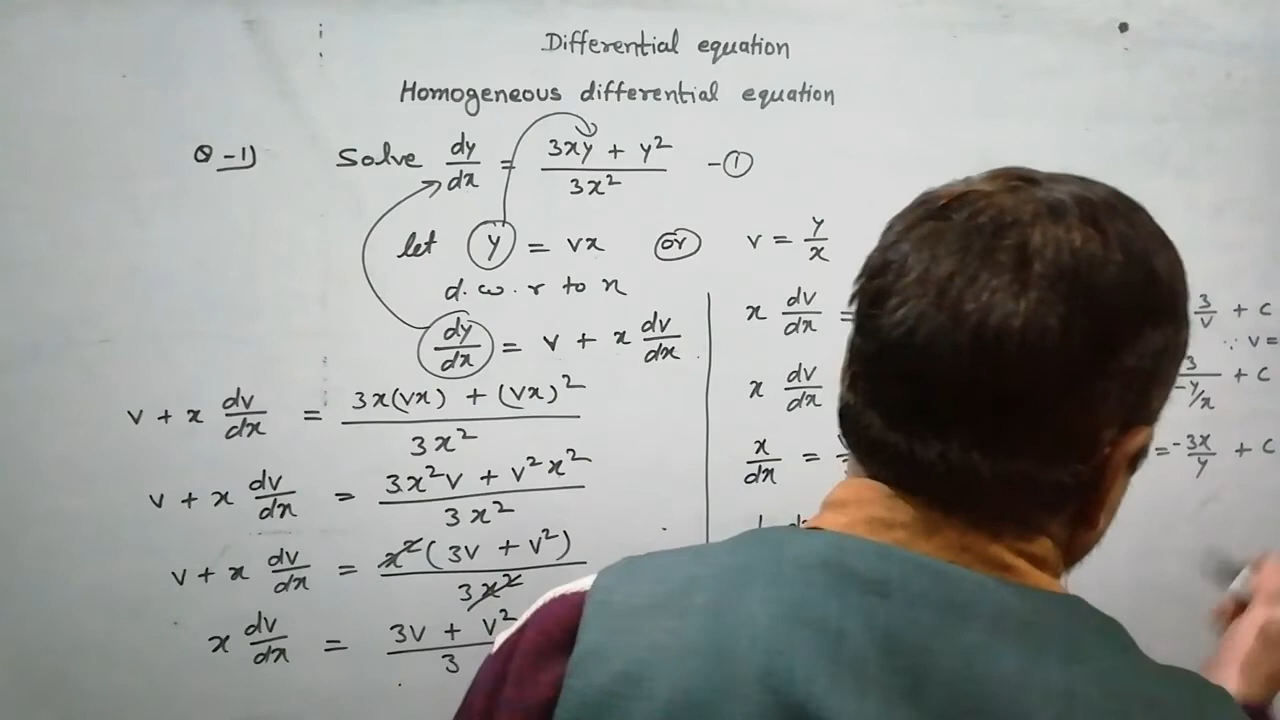 Differential equation
Homogeneous differential equation
Q-1) Solve dy/dx = (3xy + y²)/3x² - ①
let y = vx or v = y/x
d.w.r to x
dy/dx = v + x dv/dx
v + x dv/dx = (3x(vx) + (vx)²)/3x²
v + x dv/dx = (3x²v + v²x²)/3x²
v + x dv/dx = x²(3v + v²)/3x²
x dv/dx = (3v + v²)/3
x dv/dx =
x dv/dx
x/dx =
3/v + c
∵ v =
3/(y/x) + c
= -3x/y + c